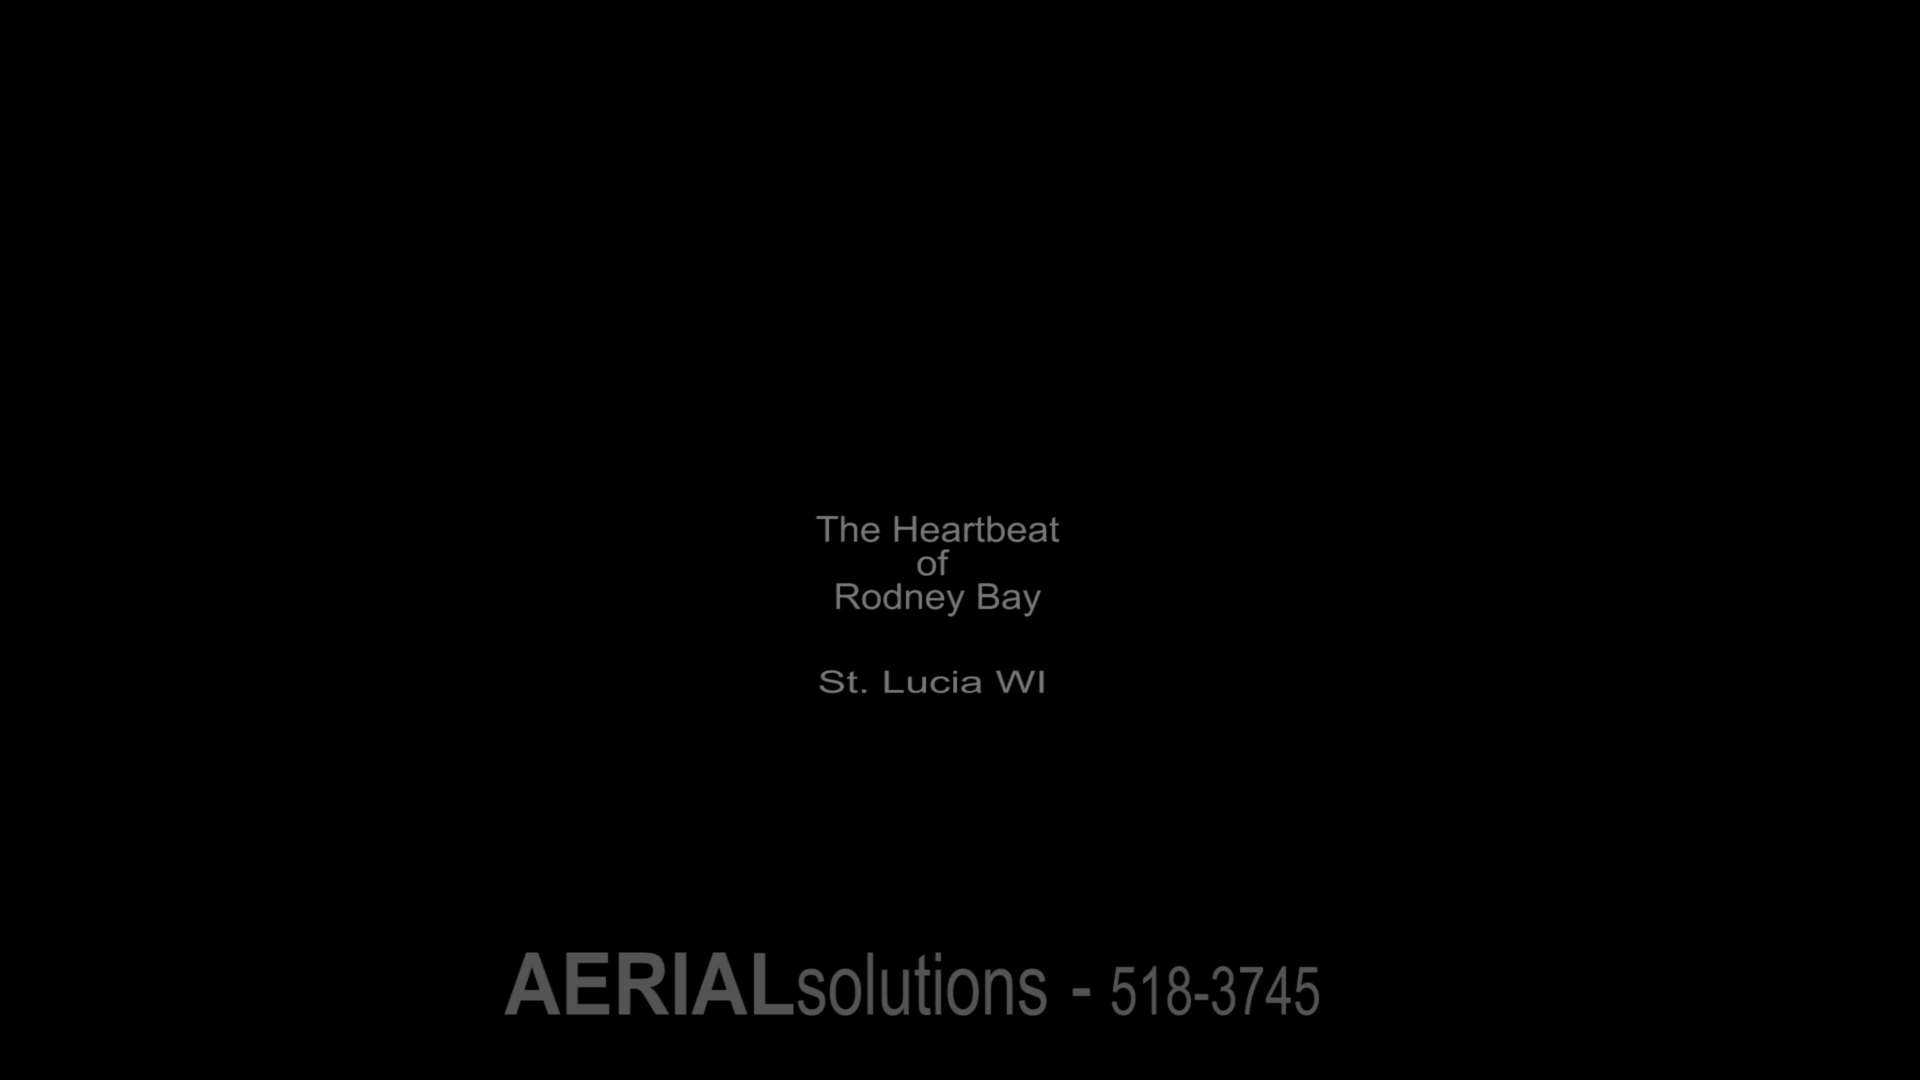 The Heartbeat
of
Rodney Bay
St. Lucia WI
AERIALsolutions - 518-3745